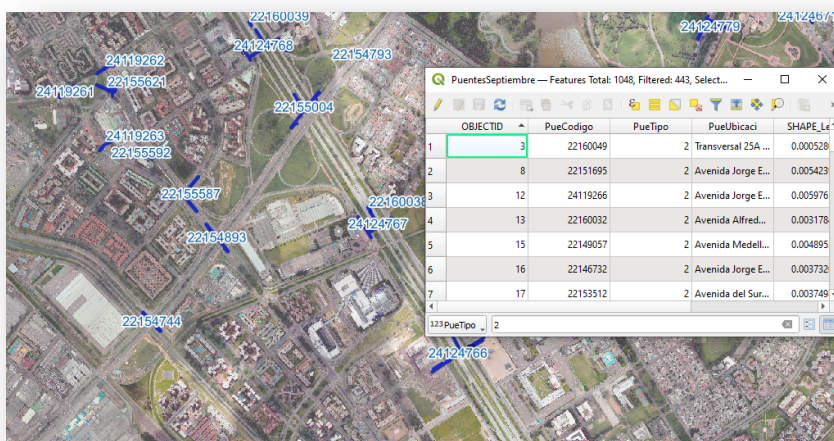 22160039
24124779
2412467
24124768
22154793
24119262
22155621
24119261
22155004
24119263
22155592
22155587
22160038
24124767
22154893
22154744
24124766
PuentesSeptiembre — Features Total: 1048, Filtered: 443, Select...
OBJECTID PueCodigo PueTipo PueUbicaci SHAPE_Le
1 3 22160049 2 Transversal 25A ... 0.000528
2 8 22151695 2 Avenida Jorge E... 0.005423
3 12 24119266 2 Avenida Jorge E... 0.005976
4 13 22160032 2 Avenida Alfred... 0.003178
5 15 22149057 2 Avenida Medell... 0.004895
6 16 22146732 2 Avenida Jorge E... 0.003732
7 17 22153512 2 Avenida del Sur... 0.003749
123 PueTipo 2